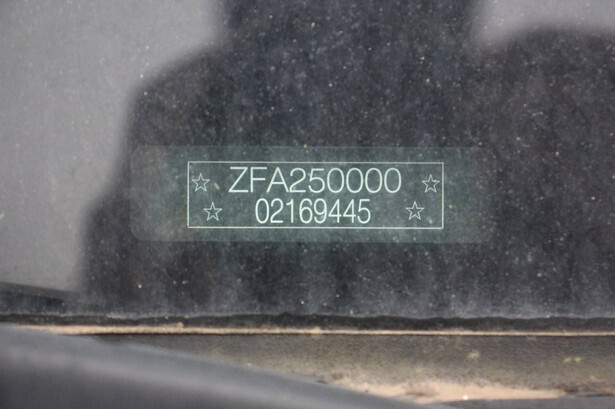 ☆ ZFA250000 ☆
☆ 02169445 ☆